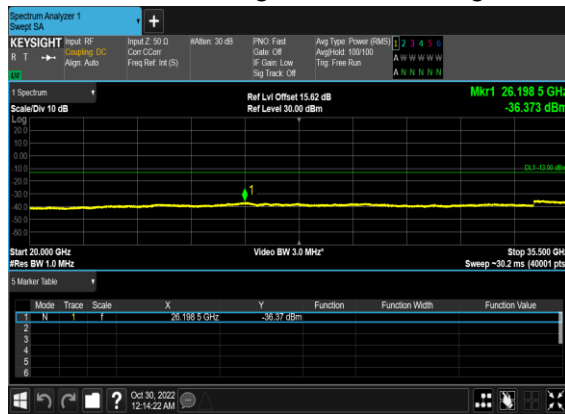 Spectrum Analyzer 1
Swept SA
+
KEYSIGHT Input: RF Input Z: 50 Ω #Atten: 30 dB PNO: Fast Avg Type: Power (RMS) 1 2 3 4 5 6
R T Coupling: DC Corr CCorr Gate: Off Avg|Hold: 100/100 A W W W W W
Align: Auto Freq Ref: Int (S) IF Gain: Low Trig: Free Run
LW Sig Track: Off A N N N N N
1 Spectrum Ref Lvl Offset 15.62 dB Mkr1 26.198 5 GHz
Scale/Div 10 dB Ref Level 30.00 dBm -36.373 dBm
Log
20.0
10.0
0.00
-10.0 DL1 -13.00 dBm
-20.0
-30.0 1
-40.0
-50.0
-60.0
Start 20.000 GHz Video BW 3.0 MHz* Stop 35.500 GHz
#Res BW 1.0 MHz Sweep ~30.2 ms (40001 pts)
5 Marker Table
Mode Trace Scale X Y Function Function Width Function Value
1 N 1 f 26.198 5 GHz -36.37 dBm
2
3
4
5
6
? Oct 30, 2022
12:14:22 AM